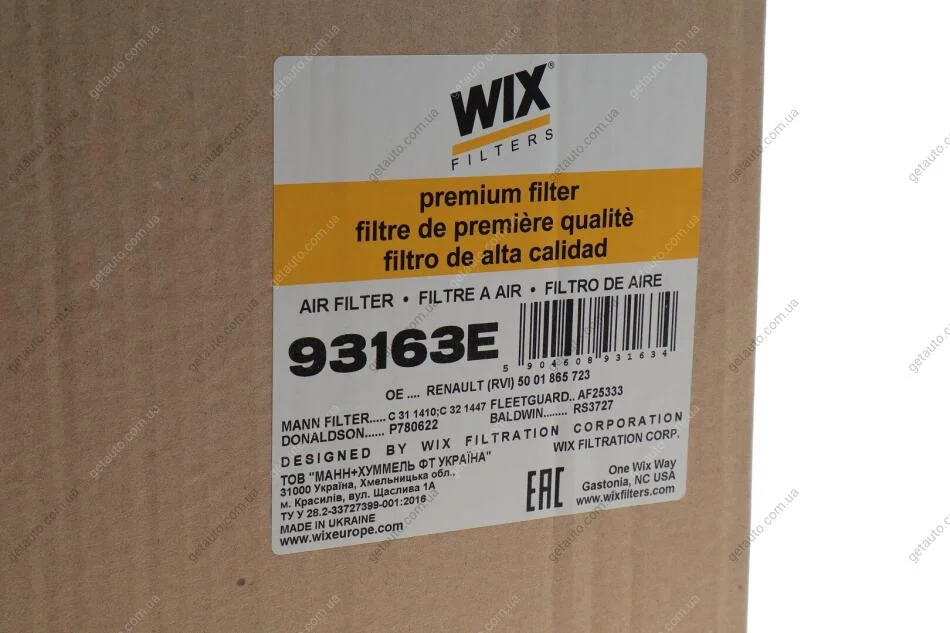 WIX®
FILTERS
premium filter
filtre de première qualitè
filtro de alta calidad
AIR FILTER • FILTRE A AIR • FILTRO DE AIRE
93163E
5 904608 931634
OE .... RENAULT (RVI) 50 01 865 723
MANN FILTER..... C 31 1410;C 32 1447 FLEETGUARD.. AF25333
DONALDSON...... P780622 BALDWIN........ RS3727
DESIGNED BY WIX FILTRATION CORPORATION
ТОВ "МАНН+ХУММЕЛЬ ФТ УКРАЇНА" WIX FILTRATION CORP.
31000 Україна, Хмельницька обл., One Wix Way
м. Красилів, вул. Щаслива 1А EAC Gastonia, NC USA
ТУ У 28.2-33727399-001:2016 www.wixfilters.com
MADE IN UKRAINE
www.wixeurope.com
getauto.com.ua